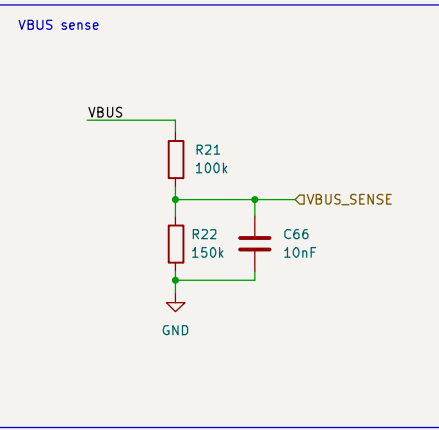 VBUS sense
VBUS
R21
100k
VBUS_SENSE
R22
150k
C66
10nF
GND